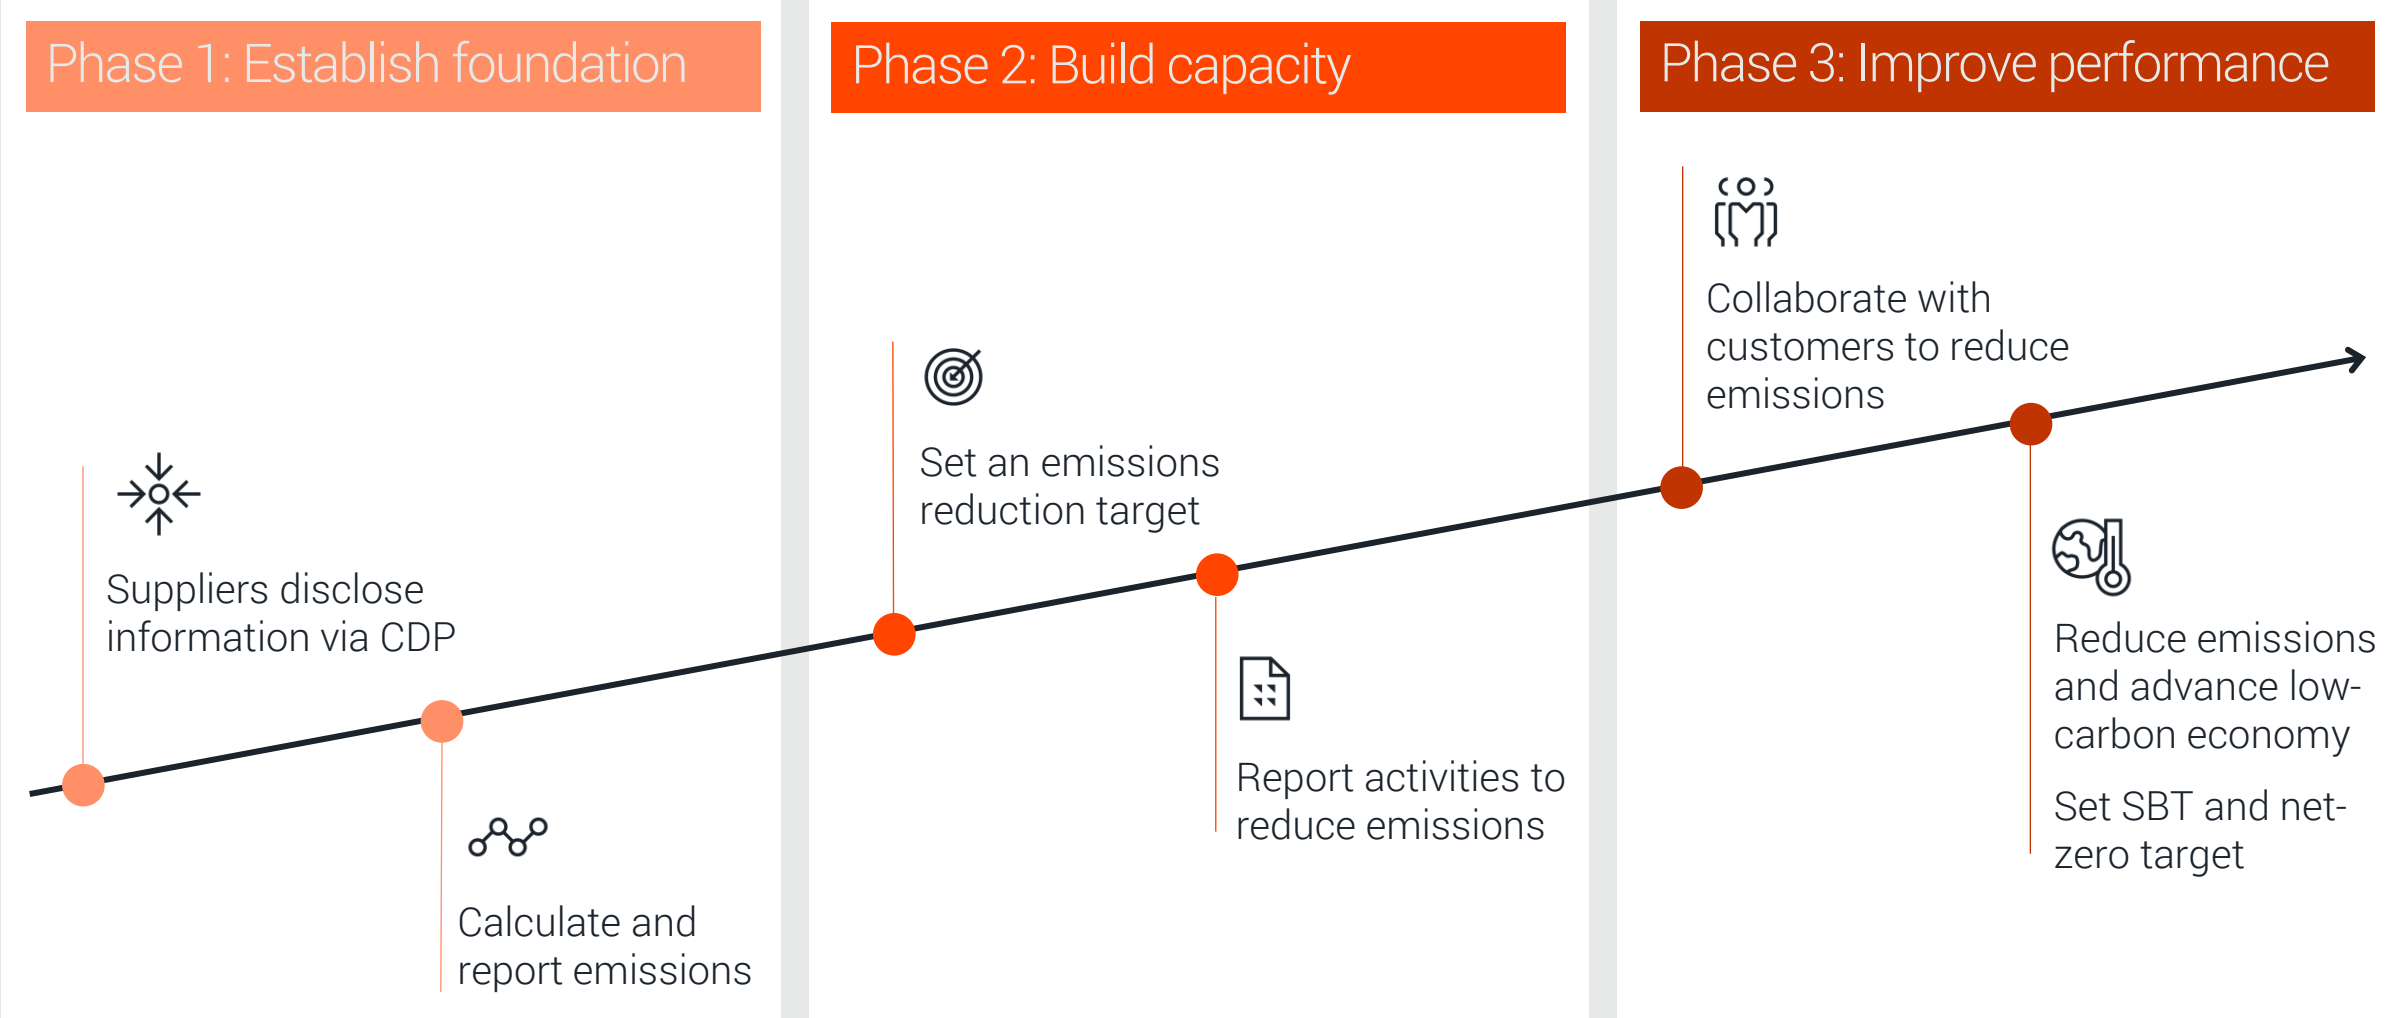 Phase 1: Establish foundation
Suppliers disclose
information via CDP
Calculate and
report emissions
Phase 2: Build capacity
Set an emissions
reduction target
Report activities to
reduce emissions
Phase 3: Improve performance
Collaborate with
customers to reduce
emissions
Reduce emissions
and advance low-
carbon economy
Set SBT and net-
zero target